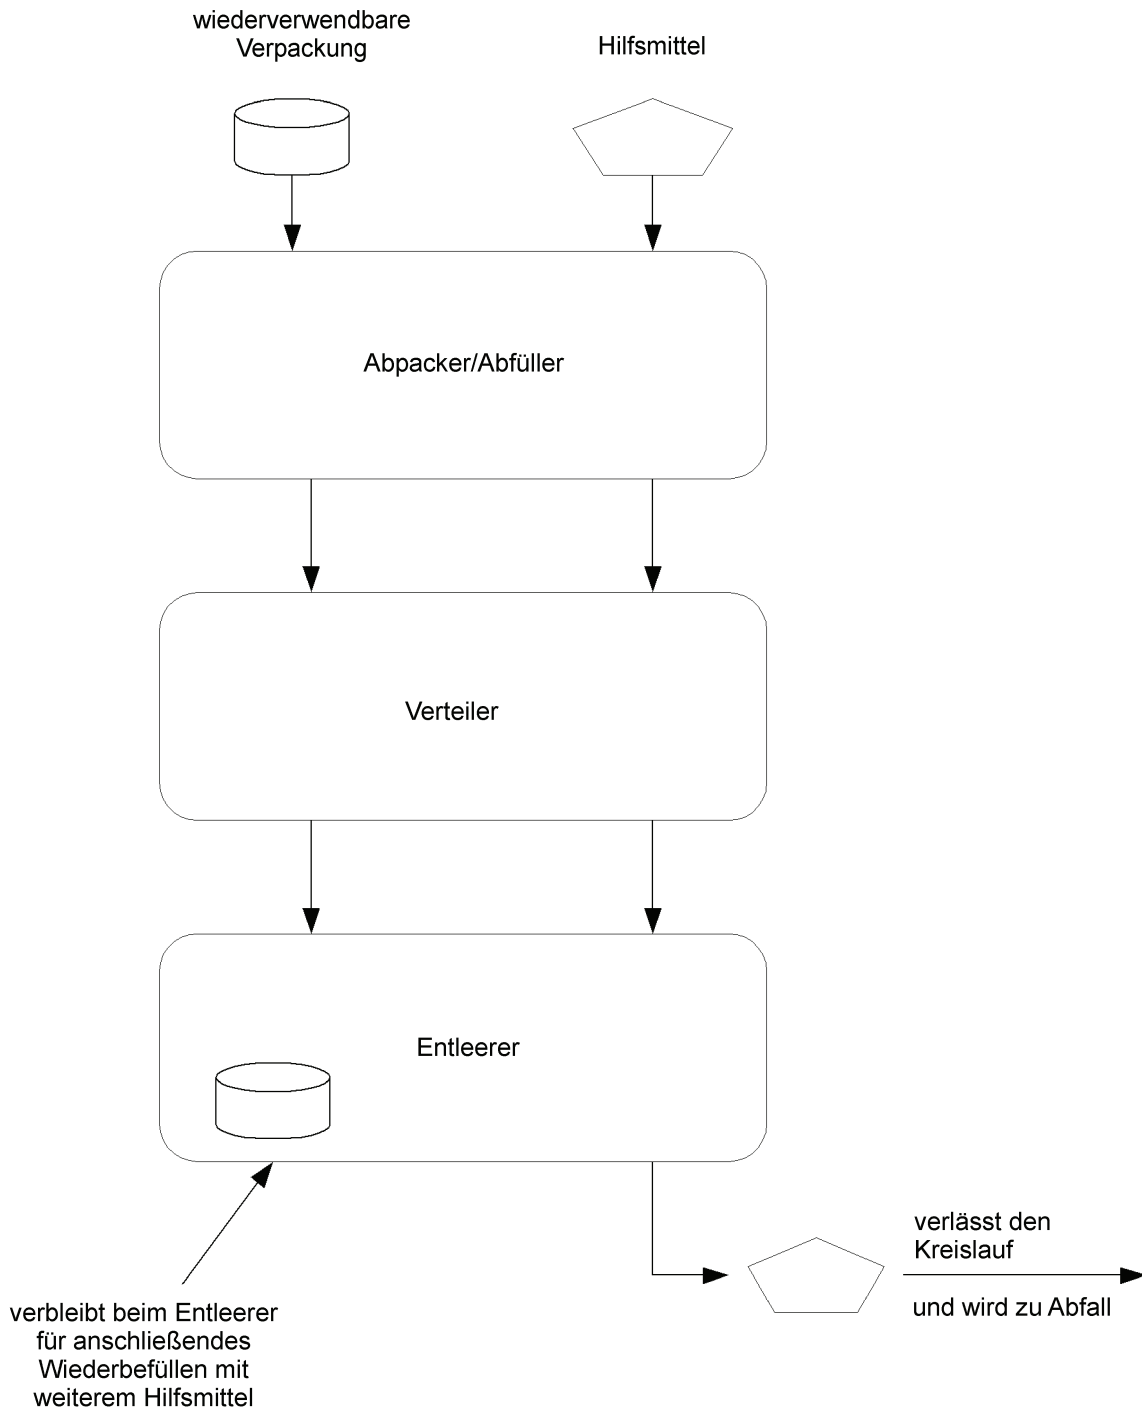 wiederverwendbare
Verpackung
Hilfsmittel
Abpacker/Abfüller
Verteiler
Entleerer
verlässt den
Kreislauf
und wird zu Abfall
verbleibt beim Entleerer
für anschließendes
Wiederbefüllen mit
weiterem Hilfsmittel